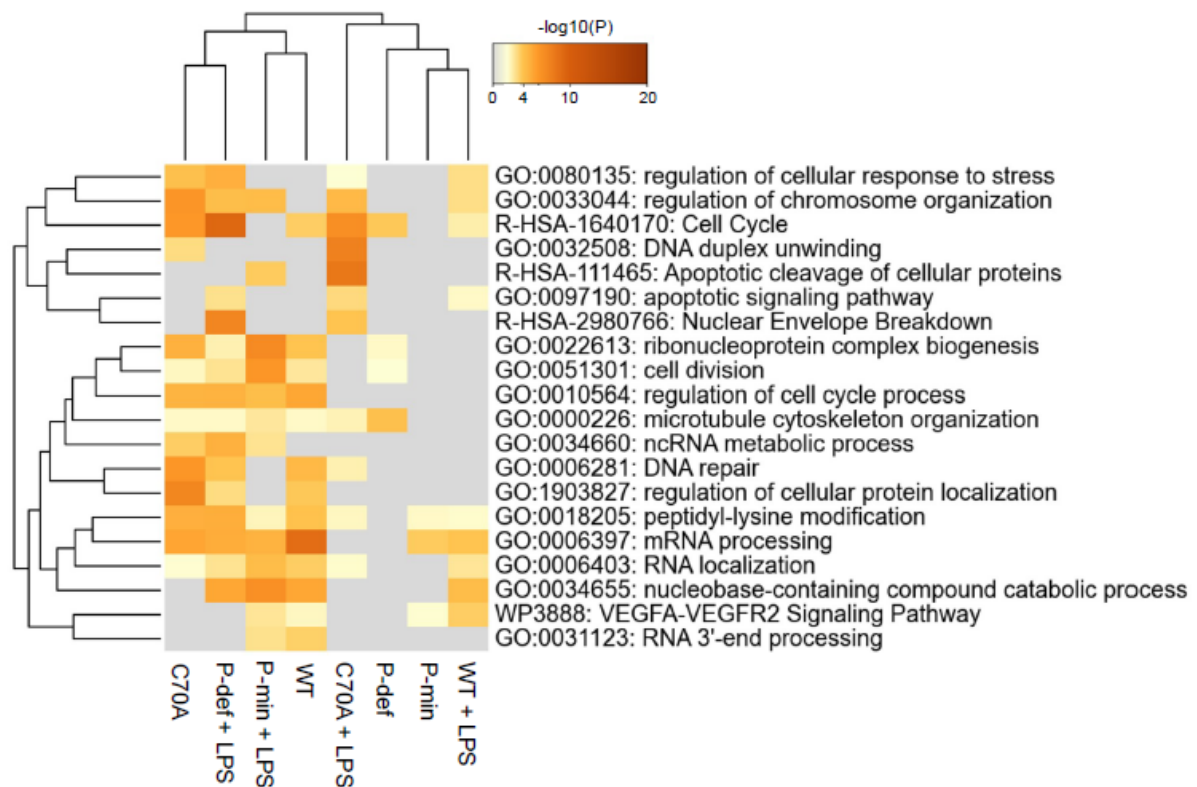 -log10(P)
0 4 10 20
GO:0080135: regulation of cellular response to stress
GO:0033044: regulation of chromosome organization
R-HSA-1640170: Cell Cycle
GO:0032508: DNA duplex unwinding
R-HSA-111465: Apoptotic cleavage of cellular proteins
GO:0097190: apoptotic signaling pathway
R-HSA-2980766: Nuclear Envelope Breakdown
GO:0022613: ribonucleoprotein complex biogenesis
GO:0051301: cell division
GO:0010564: regulation of cell cycle process
GO:0000226: microtubule cytoskeleton organization
GO:0034660: ncRNA metabolic process
GO:0006281: DNA repair
GO:1903827: regulation of cellular protein localization
GO:0018205: peptidyl-lysine modification
GO:0006397: mRNA processing
GO:0006403: RNA localization
GO:0034655: nucleobase-containing compound catabolic process
WP3888: VEGFA-VEGFR2 Signaling Pathway
GO:0031123: RNA 3'-end processing
C70A
P-def + LPS
P-min + LPS
WT
C70A + LPS
P-def
P-min
WT + LPS